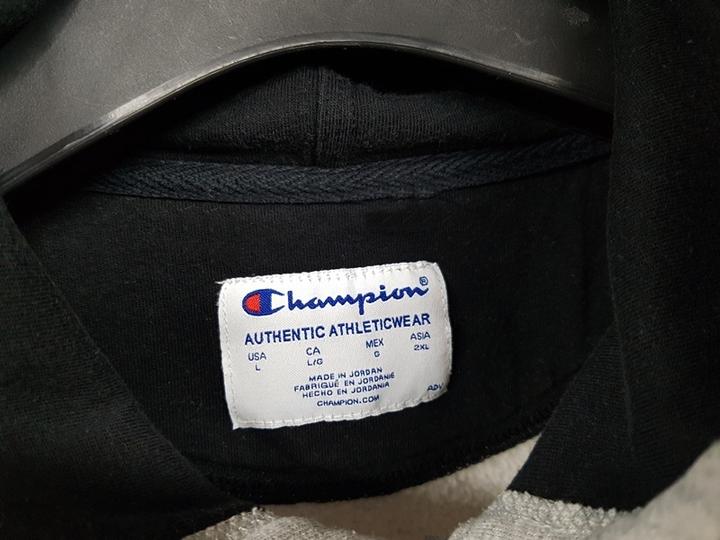 Champion®
AUTHENTIC ATHLETICWEAR
USA CA MEX ASIA
L L/G G 2XL
MADE IN JORDAN
FABRIQUÉ EN JORDANIE
HECHO EN JORDANIA
CHAMPION.COM
ADV